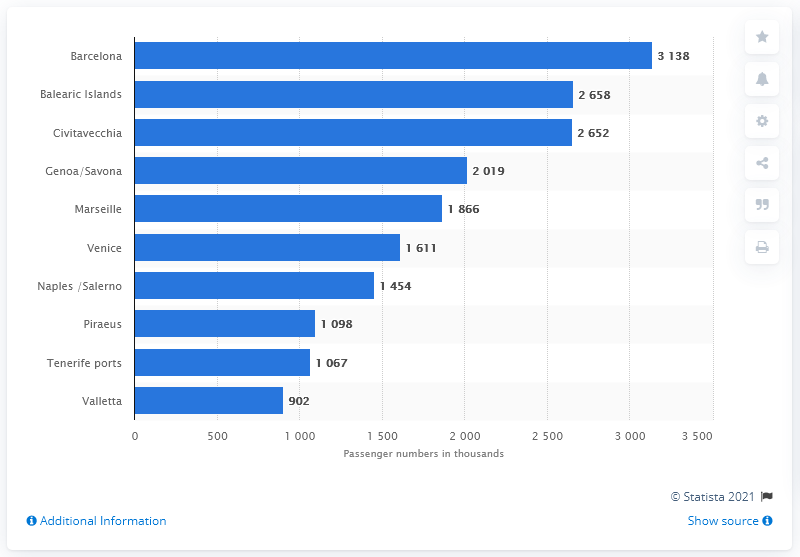 Barcelona 3 138
Balearic Islands 2 658
Civitavecchia 2 652
Genoa/Savona 2 019
Marseille 1 866
Venice 1 611
Naples /Salerno 1 454
Piraeus 1 098
Tenerife ports 1 067
Valletta 902
0 500 1 000 1 500 2 000 2 500 3 000 3 500
Passenger numbers in thousands
© Statista 2021
Additional Information Show source